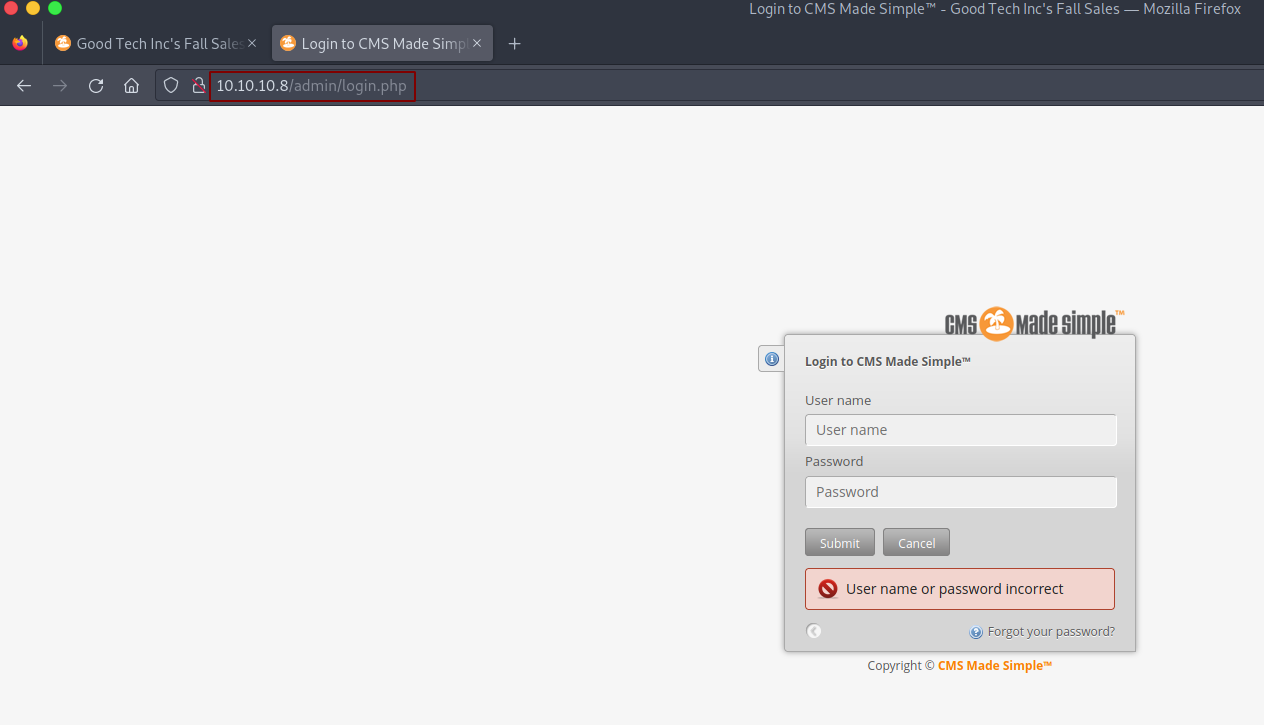 Login to CMS Made Simple™ - Good Tech Inc's Fall Sales — Mozilla Firefox
Good Tech Inc's Fall Sales
Login to CMS Made Simpl
10.10.10.8/admin/login.php
CMS Made simple™
Login to CMS Made Simple™
User name
User name
Password
Password
Submit Cancel
User name or password incorrect
Forgot your password?
Copyright © CMS Made Simple™